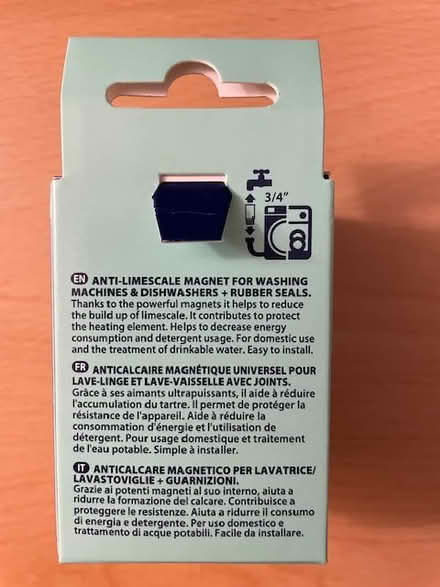 3/4"
EN ANTI-LIMESCALE MAGNET FOR WASHING
MACHINES & DISHWASHERS + RUBBER SEALS.
Thanks to the powerful magnets it helps to reduce
the build up of limescale. It contributes to protect
the heating element. Helps to decrease energy
consumption and detergent usage. For domestic use
and the treatment of drinkable water. Easy to install.
FR ANTICALCAIRE MAGNÉTIQUE UNIVERSEL POUR
LAVE-LINGE ET LAVE-VAISSELLE AVEC JOINTS.
Grâce à ses aimants ultrapuissants, il aide à réduire
l'accumulation du tartre. Il permet de protéger la
résistance de l'appareil. Aide à réduire la
consommation d'énergie et l'utilisation de
détergent. Pour usage domestique et traitement
de l'eau potable. Simple à installer.
IT ANTICALCARE MAGNETICO PER LAVATRICE/
LAVASTOVIGLIE + GUARNIZIONI.
Grazie ai potenti magneti al suo interno, aiuta a
ridurre la formazione del calcare. Contribuisce a
proteggere le resistenze. Aiuta a ridurre il consumo
di energia e detergente. Per uso domestico e
trattamento di acque potabili. Facile da installare.